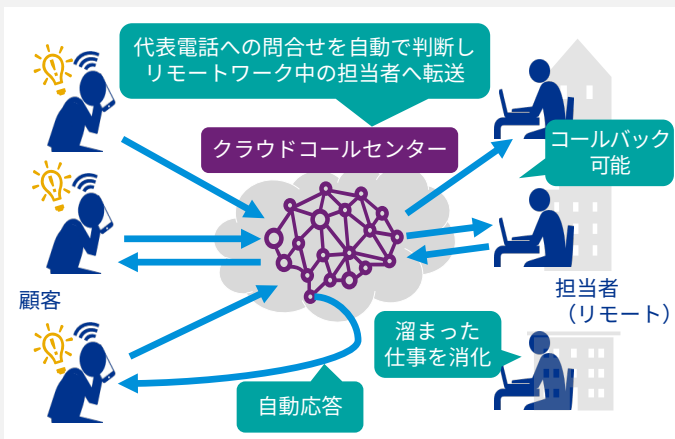 代表電話への問合せを自動で判断し
リモートワーク中の担当者へ転送
クラウドコールセンター
コールバック
可能
顧客
担当者
（リモート）
溜まった
仕事を消化
自動応答